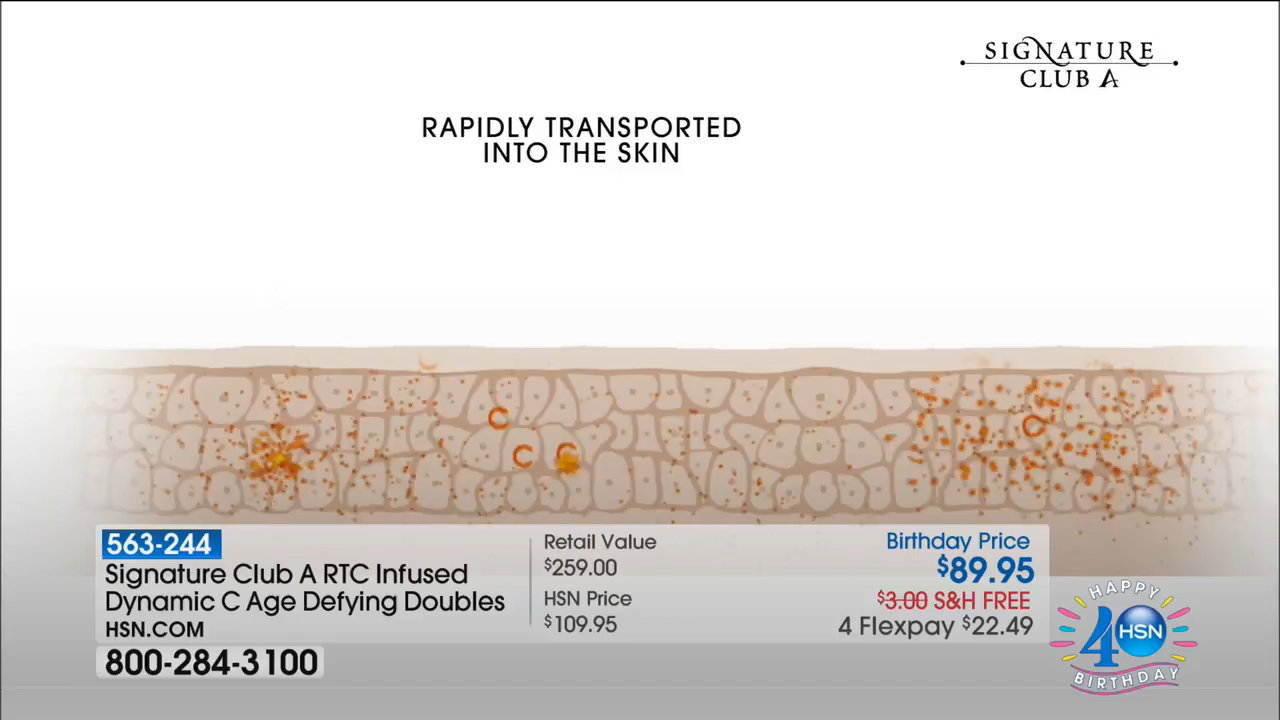 SIGNATURE
CLUB A
RAPIDLY TRANSPORTED
INTO THE SKIN
C
C
C
C
563-244
Signature Club A RTC Infused
Dynamic C Age Defying Doubles
HSN.COM
800-284-3100
Retail Value
$259.00
HSN Price
$109.95
Birthday Price
$89.95
$3.00 S&H FREE
4 Flexpay $22.49
HAPPY
40
HSN
BIRTHDAY